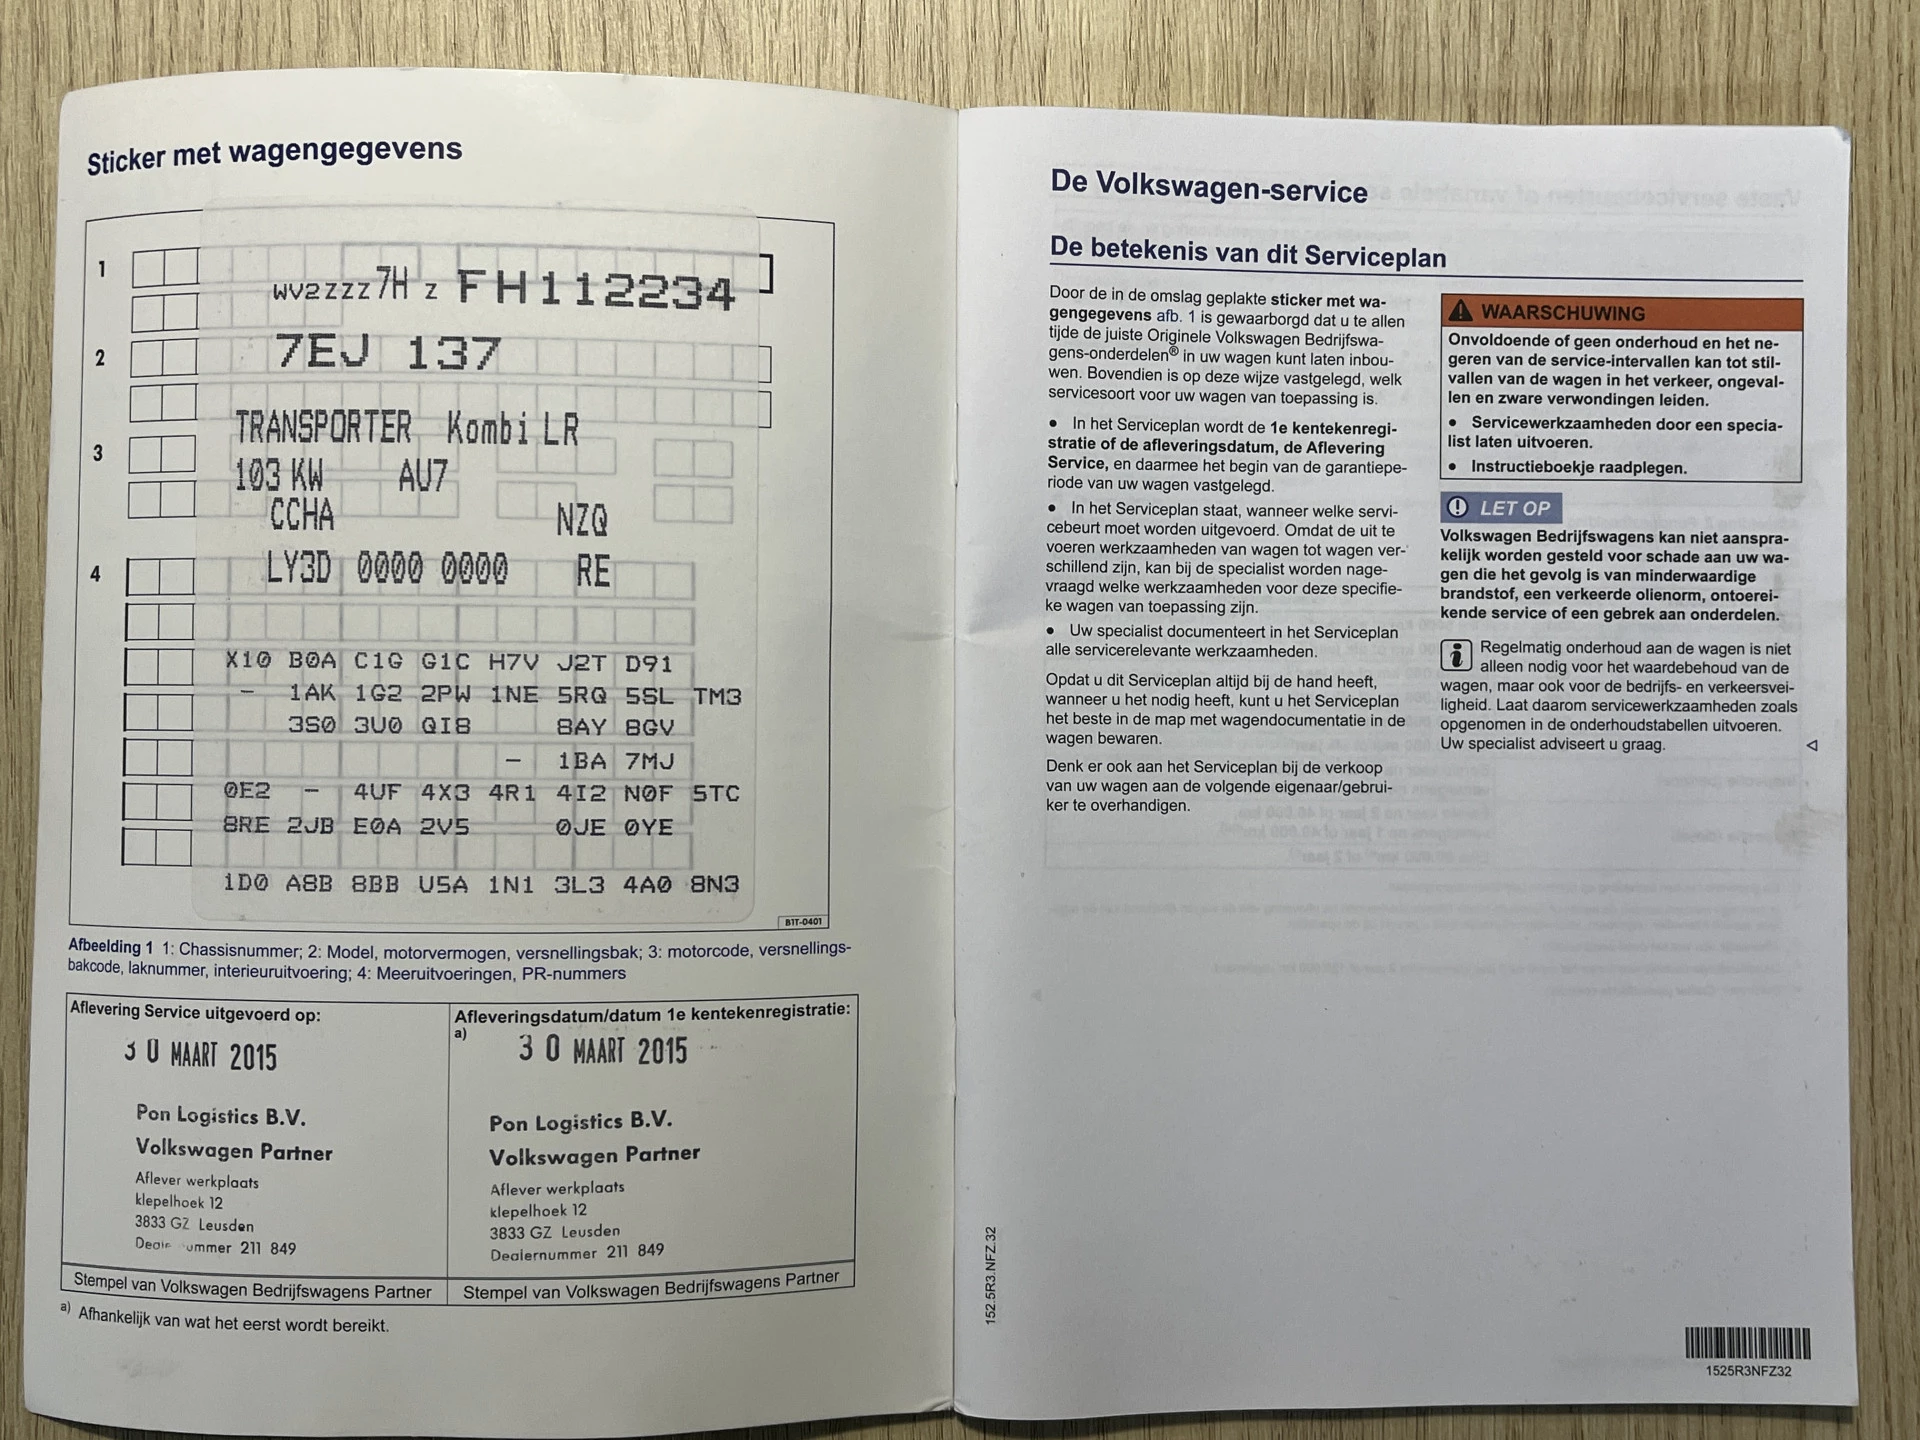 Sticker met wagengegevens
1
WV2ZZZ7H Z FH112234
2
7EJ 137
TRANSPORTER Kombi LR
3
103 KW AU7
CCHA NZQ
4
LY3D 0000 0000 RE
X10 B0A C1G G1C H7V J2T D91
- 1AK 1G2 2PW 1NE 5RQ 5SL TM3
3S0 3U0 QI8 8AY 8GV
- 1BA 7MJ
0E2 - 4UF 4X3 4R1 4I2 N0F 5TC
8RE 2JB E0A 2V5 0JE 0YE
1D0 A8B 8BB U5A 1N1 3L3 4A0 8N3
B1T-0401
Afbeelding 1 1: Chassisnummer; 2: Model, motorvermogen, versnellingsbak; 3: motorcode, versnellings-
bakcode, laknummer, interieuruitvoering; 4: Meeruitvoeringen, PR-nummers
Aflevering Service uitgevoerd op:
30 MAART 2015
Pon Logistics B.V.
Volkswagen Partner
Aflever werkplaats
klepelhoek 12
3833 GZ Leusden
211 849
Stempel van Volkswagen Bedrijfswagens Partner
Afleveringsdatum/datum 1e kentekenregistratie:
a)
30 MAART 2015
Pon Logistics B.V.
Volkswagen Partner
Aflever werkplaats
klepelhoek 12
3833 GZ Leusden
Dealernummer 211 849
Stempel van Volkswagen Bedrijfswagens Partner
a) Afhankelijk van wat het eerst wordt bereikt.
De Volkswagen-service
De betekenis van dit Serviceplan
Door de in de omslag geplakte sticker met wa-
gengegevens afb. 1 is gewaarborgd dat u te allen
tijde de juiste Originele Volkswagen Bedrijfswa-
gens-onderdelen® in uw wagen kunt laten inbou-
wen. Bovendien is op deze wijze vastgelegd, welk
servicesoort voor uw wagen van toepassing is.
• In het Serviceplan wordt de 1e kentekenregi-
stratie of de afleveringsdatum, de Aflevering
Service, en daarmee het begin van de garantiepe-
riode van uw wagen vastgelegd.
• In het Serviceplan staat, wanneer welke servi-
cebeurt moet worden uitgevoerd. Omdat de uit te
voeren werkzaamheden van wagen tot wagen ver-
schillend zijn, kan bij de specialist worden nage-
vraagd welke werkzaamheden voor deze specifie-
ke wagen van toepassing zijn.
• Uw specialist documenteert in het Serviceplan
alle servicerelevante werkzaamheden.
Opdat u dit Serviceplan altijd bij de hand heeft,
wanneer u het nodig heeft, kunt u het Serviceplan
het beste in de map met wagendocumentatie in de
wagen bewaren.
Denk er ook aan het Serviceplan bij de verkoop
van uw wagen aan de volgende eigenaar/gebrui-
ker te overhandigen.
WAARSCHUWING
Onvoldoende of geen onderhoud en het ne-
geren van de service-intervallen kan tot stil-
vallen van de wagen in het verkeer, ongeval-
len en zware verwondingen leiden.
• Servicewerkzaamheden door een specia-
list laten uitvoeren.
• Instructieboekje raadplegen.
LET OP
Volkswagen Bedrijfswagens kan niet aanspra-
kelijk worden gesteld voor schade aan uw wa-
gen die het gevolg is van minderwaardige
brandstof, een verkeerde olienorm, ontoerei-
kende service of een gebrek aan onderdelen.
Regelmatig onderhoud aan de wagen is niet
alleen nodig voor het waardebehoud van de
wagen, maar ook voor de bedrijfs- en verkeersvei-
ligheid. Laat daarom servicewerkzaamheden zoals
opgenomen in de onderhoudstabellen uitvoeren.
Uw specialist adviseert u graag.
152.5R3.NFZ.32
1525R3NFZ32